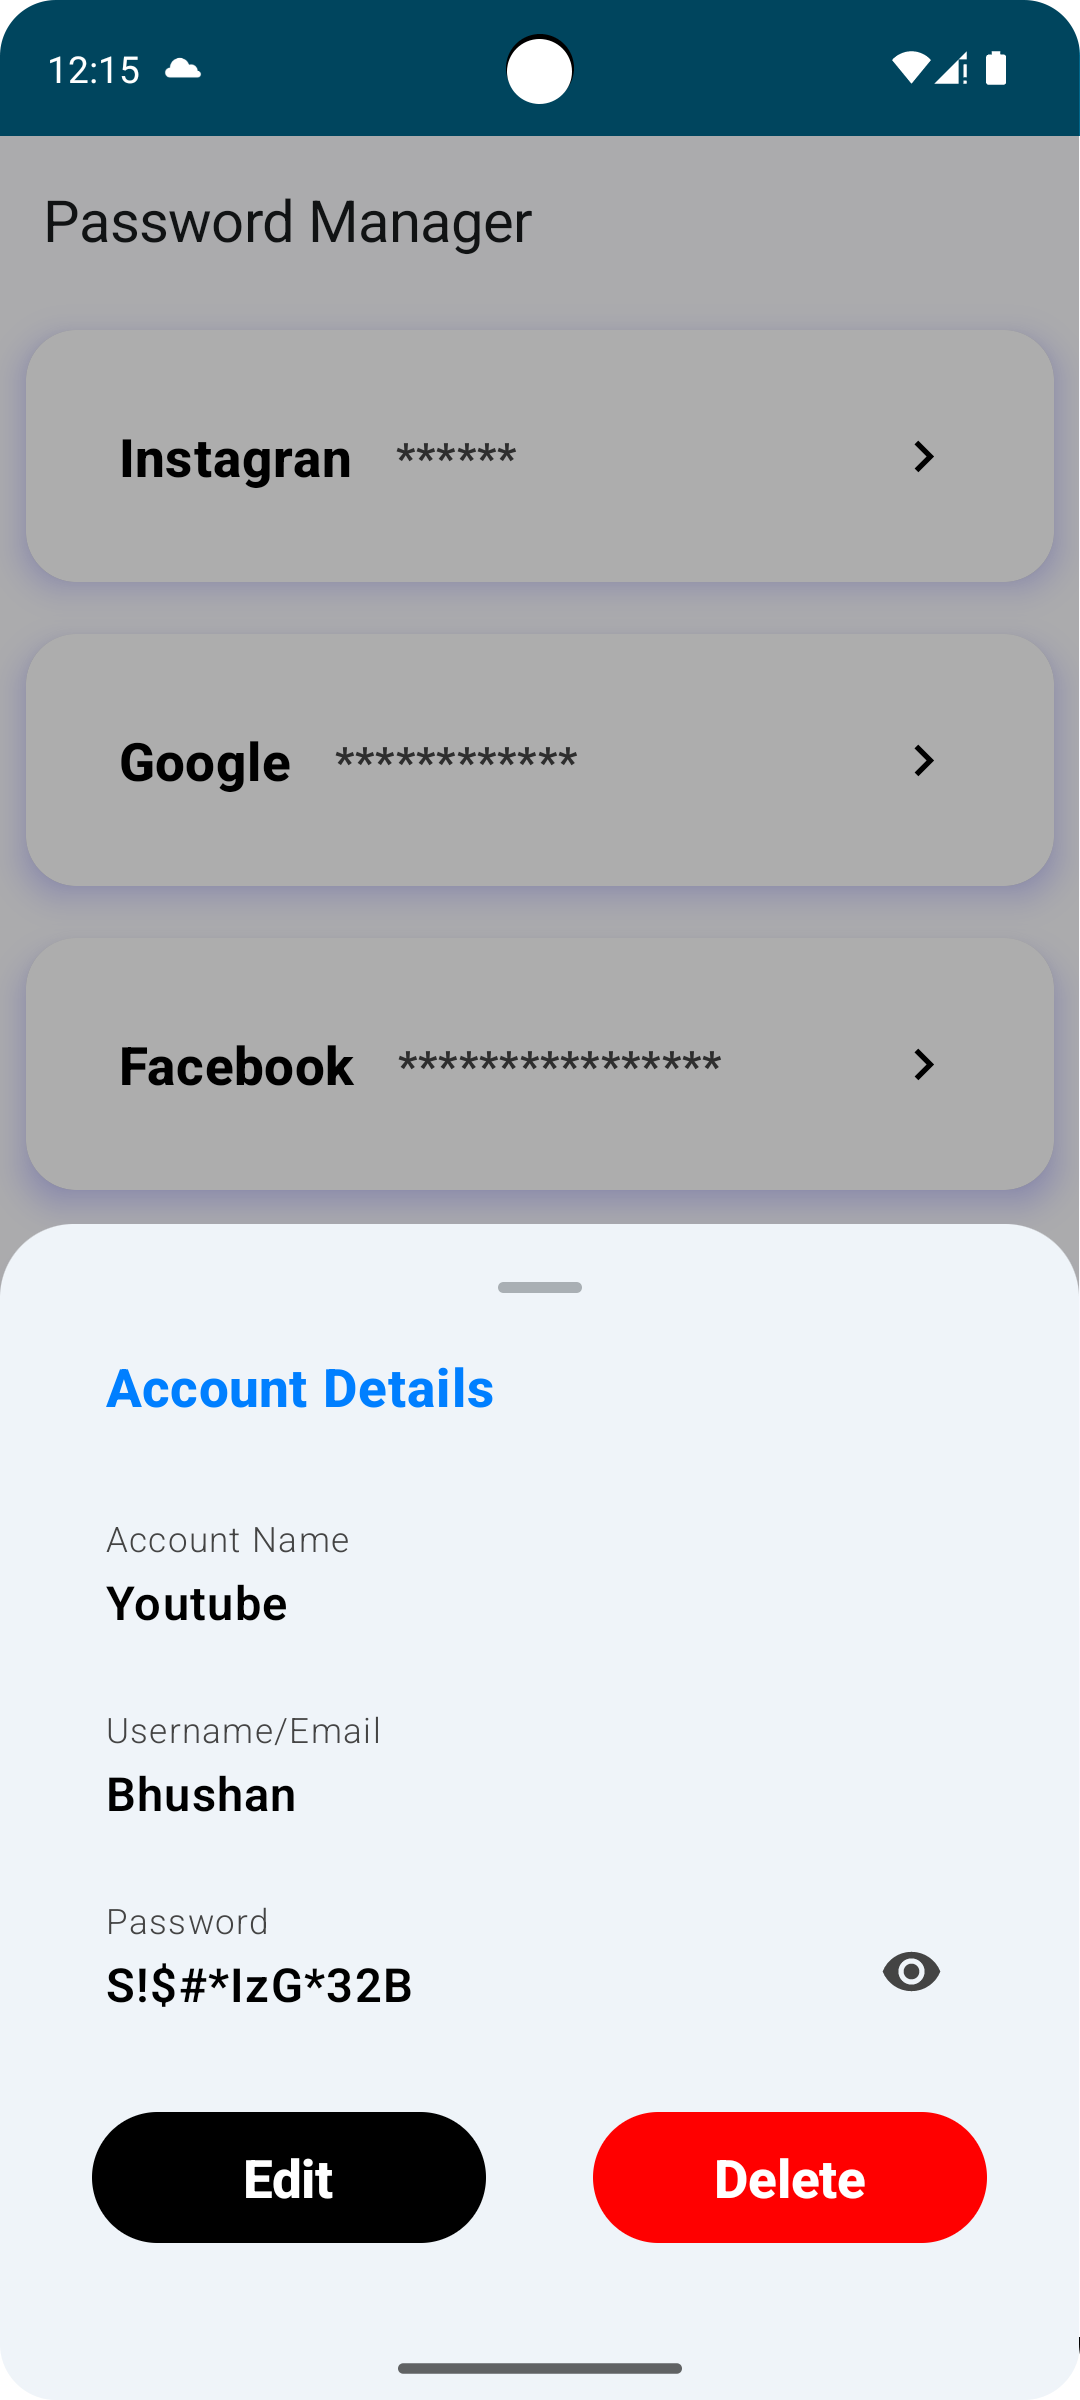 12:15
Password Manager
Instagran ******
Google ************
Facebook ****************
Account Details
Account Name
Youtube
Username/Email
Bhushan
Password
S!$#*IzG*32B
Edit Delete